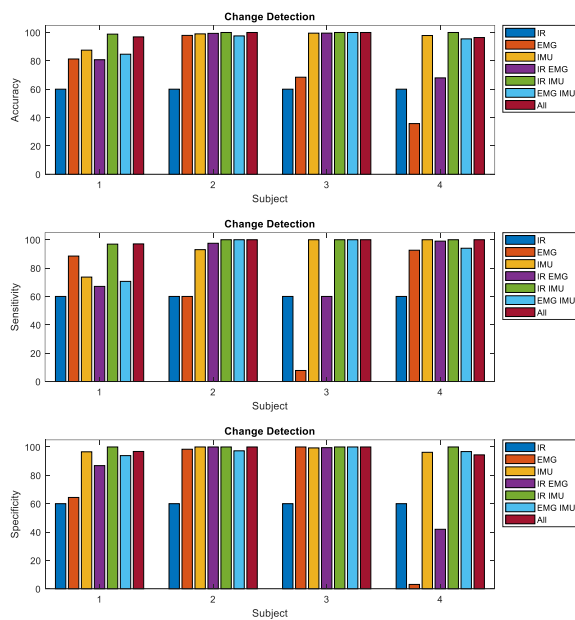 Change Detection
100
80
60
40
20
0
Accuracy
1 2 3 4
Subject
IR
EMG
IMU
IR EMG
IR IMU
EMG IMU
All
Change Detection
100
80
60
40
20
0
Sensitivity
1 2 3 4
Subject
IR
EMG
IMU
IR EMG
IR IMU
EMG IMU
All
Change Detection
100
80
60
40
20
0
Specificity
1 2 3 4
Subject
IR
EMG
IMU
IR EMG
IR IMU
EMG IMU
All